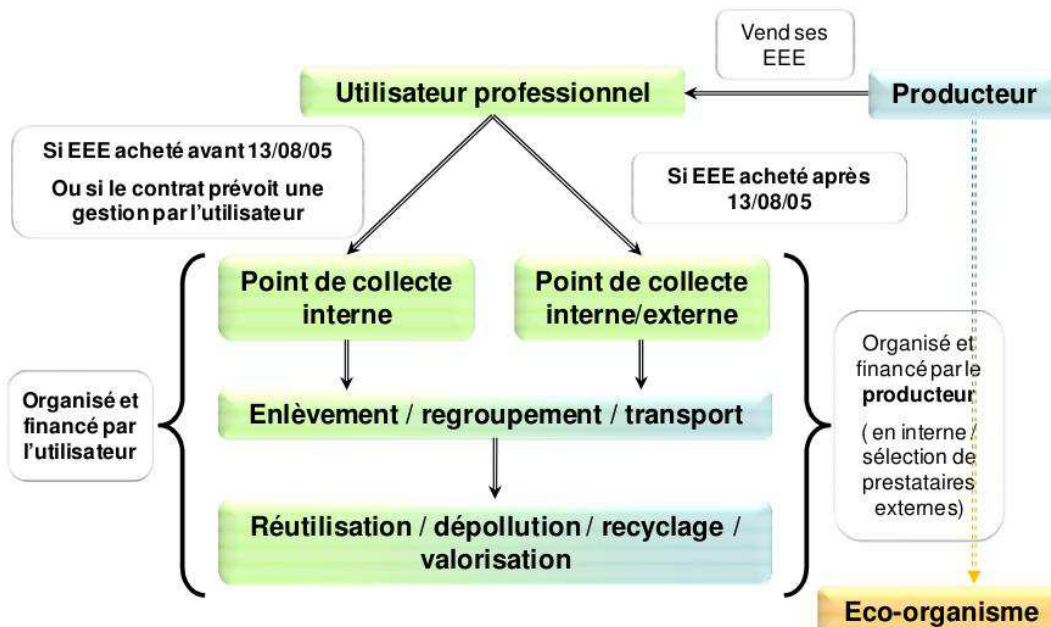 Vend ses
EEE
Utilisateur professionnel
Producteur
Si EEE acheté avant 13/08/05
Ou si le contrat prévoit une
gestion par l'utilisateur
Si EEE acheté après
13/08/05
Point de collecte
interne
Point de collecte
interne/externe
Organisé et
financé par
l'utilisateur
Enlèvement / regroupement / transport
Réutilisation / dépollution / recyclage /
valorisation
Organisé et
financé par le
producteur
( en interne /
sélection de
prestataires
externes)
Eco-organisme